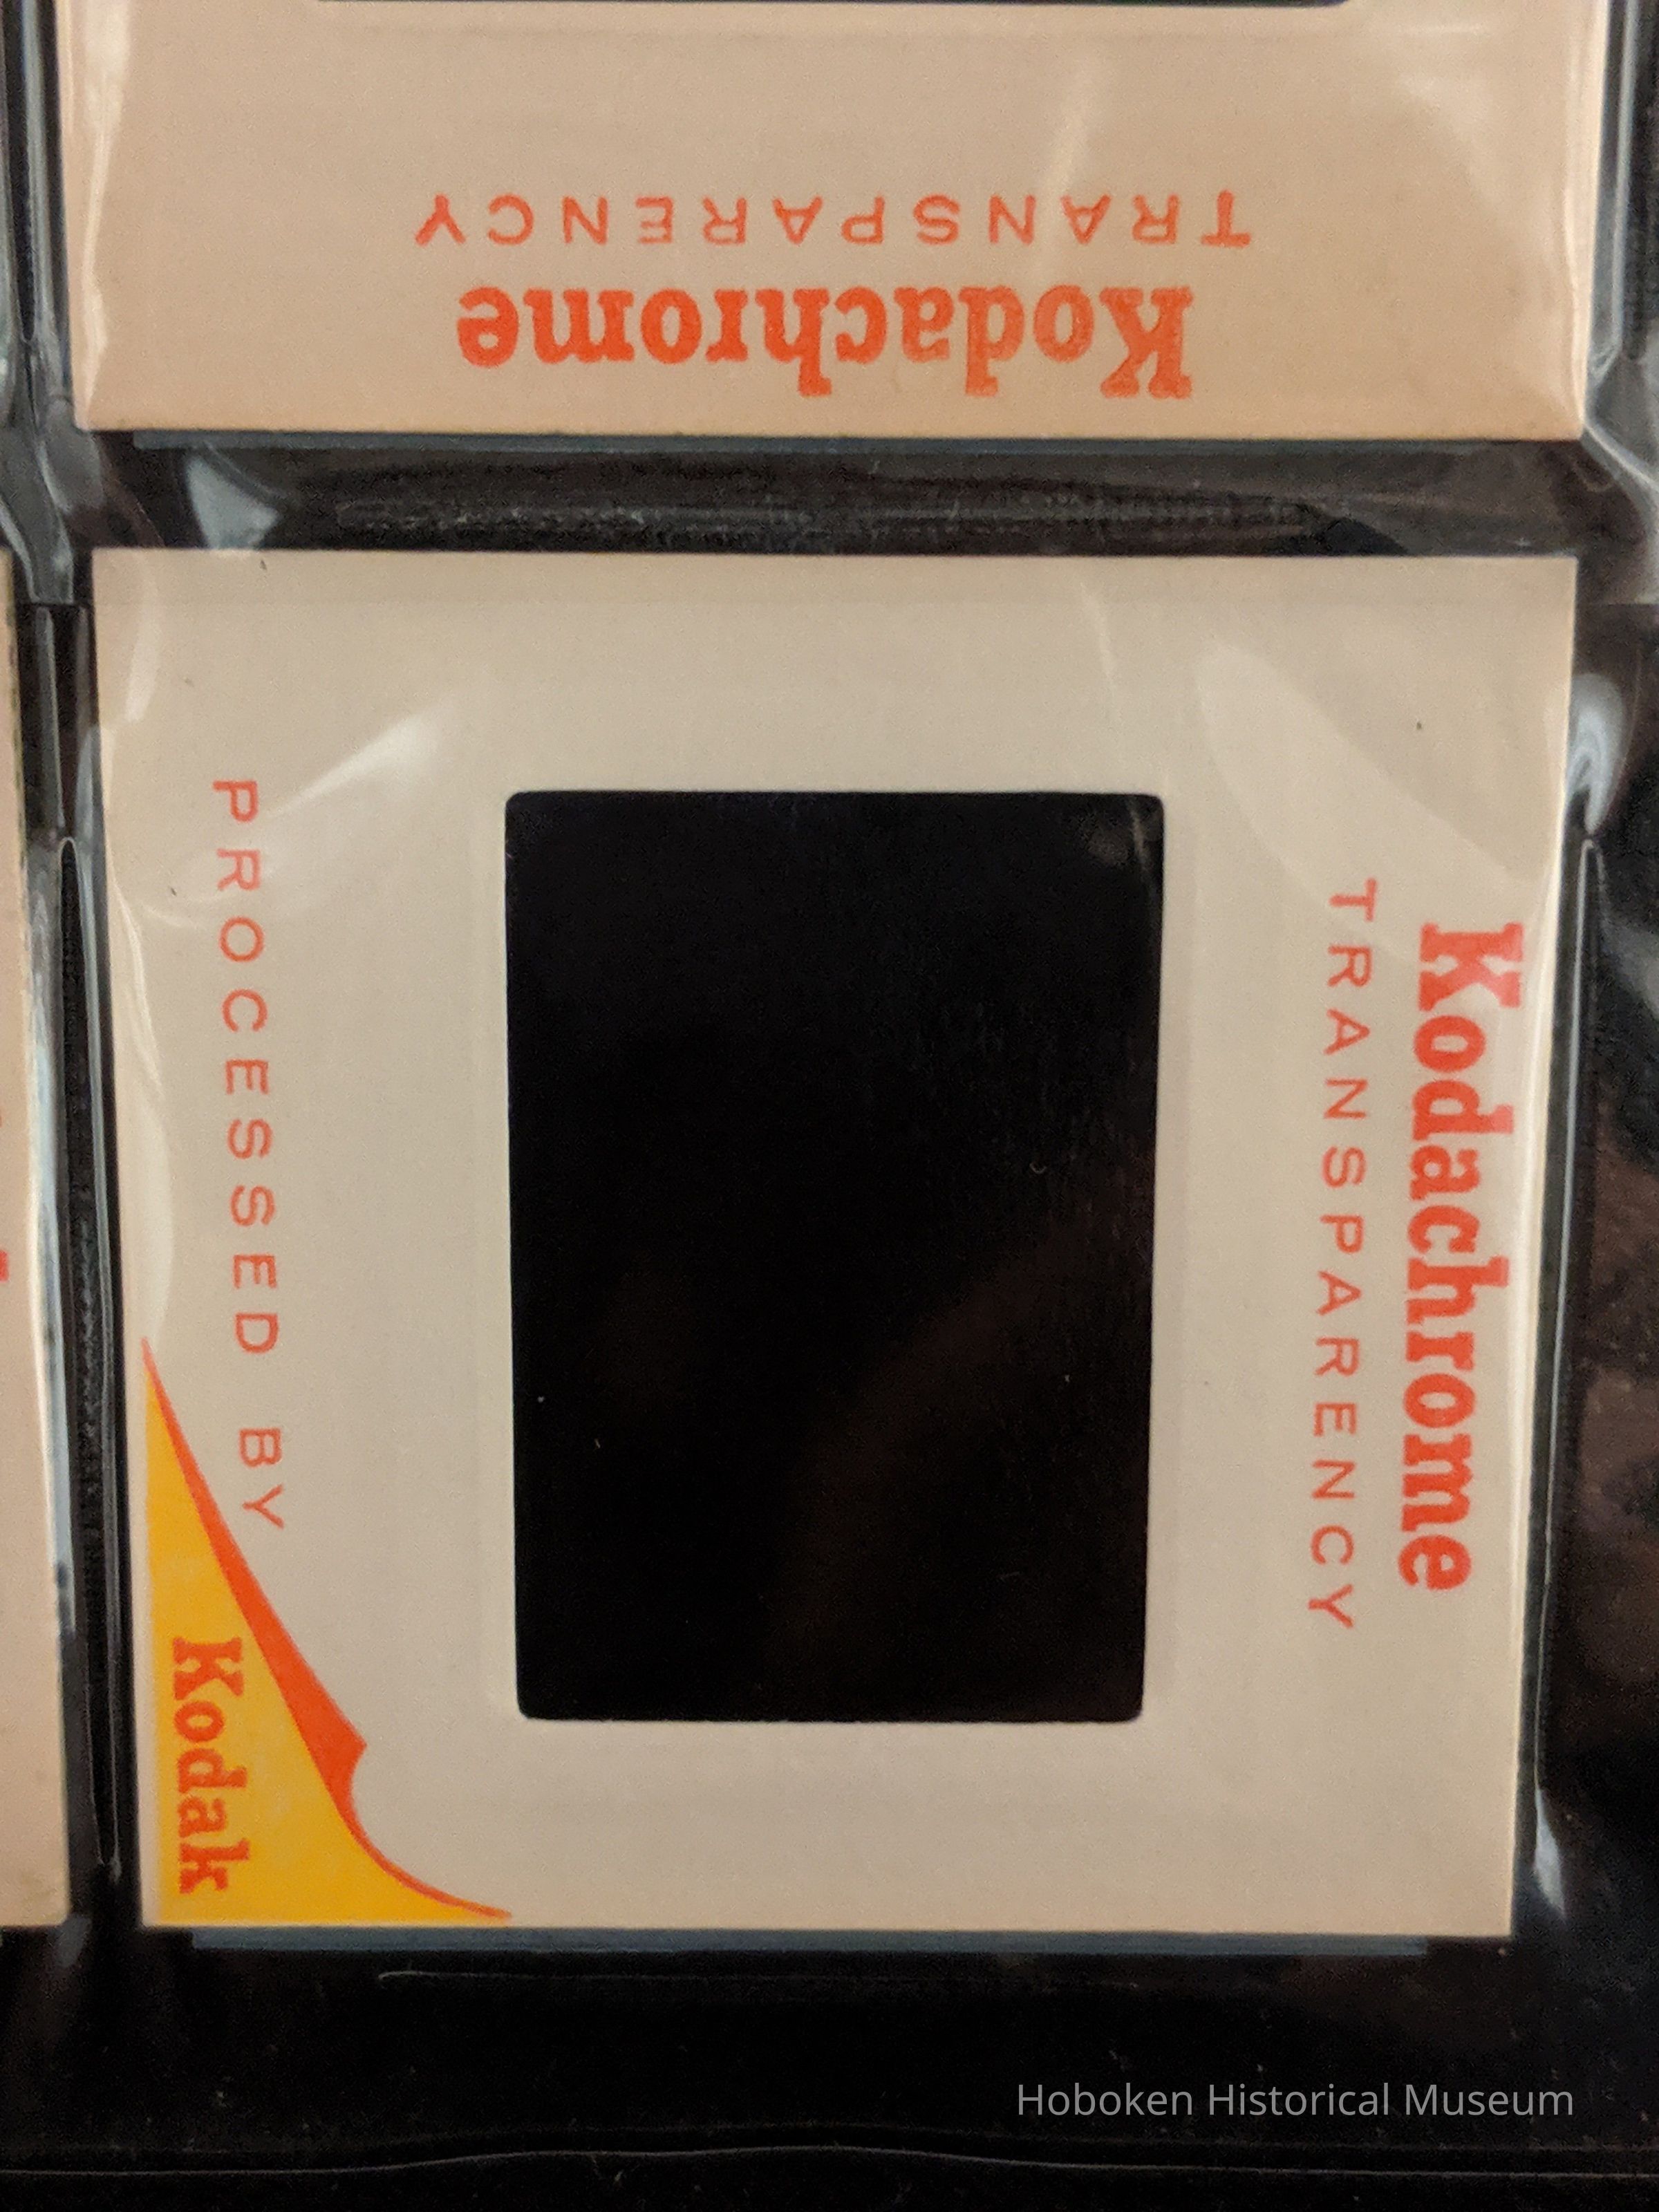 Kodachrome
TRANSPARENCY
Kodachrome
TRANSPARENCY
PROCESSED BY
Kodak
Hoboken Historical Museum